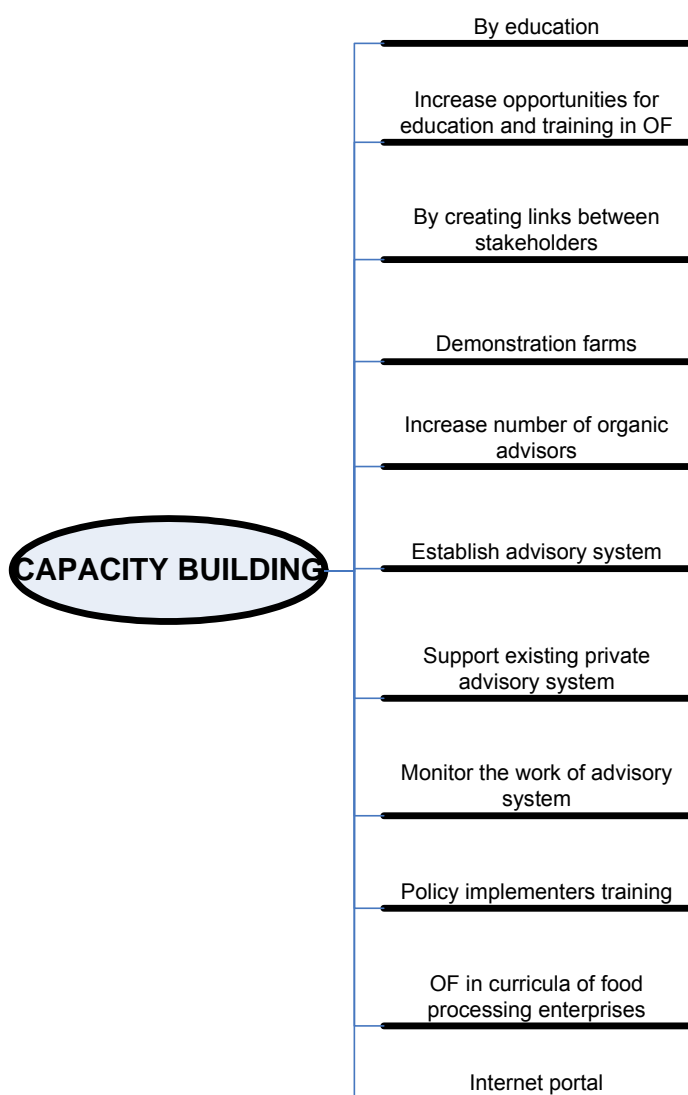 By education
Increase opportunities for
education and training in OF
By creating links between
stakeholders
Demonstration farms
Increase number of organic
advisors
CAPACITY BUILDING
Establish advisory system
Support existing private
advisory system
Monitor the work of advisory
system
Policy implementers training
OF in curricula of food
processing enterprises
Internet portal